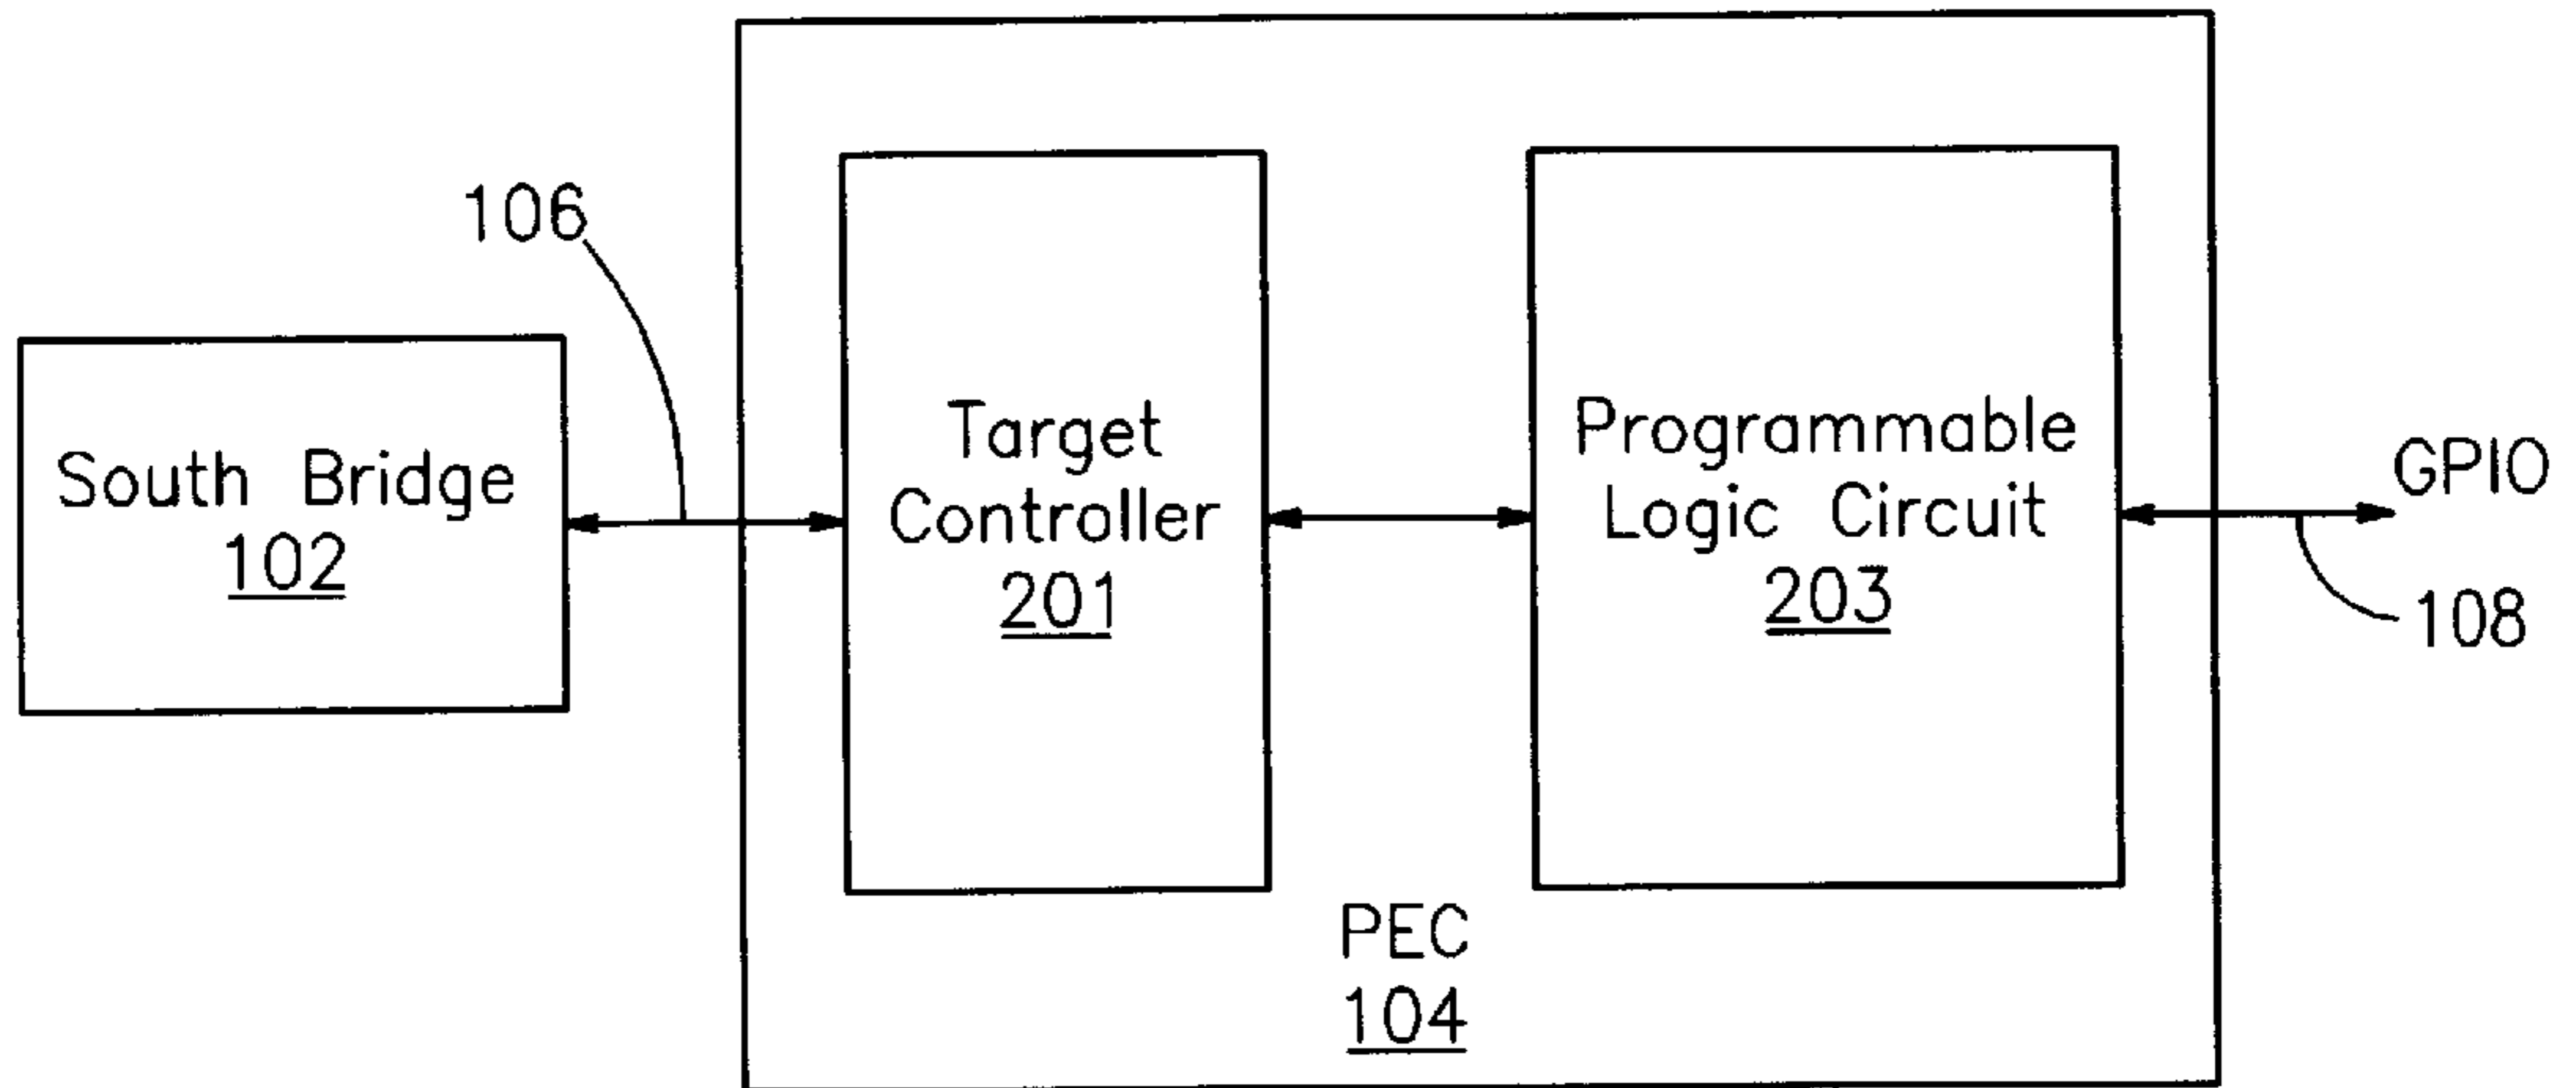 106
South Bridge
102
Target
Controller
201
Programmable
Logic Circuit
203
GPIO
108
PEC
104